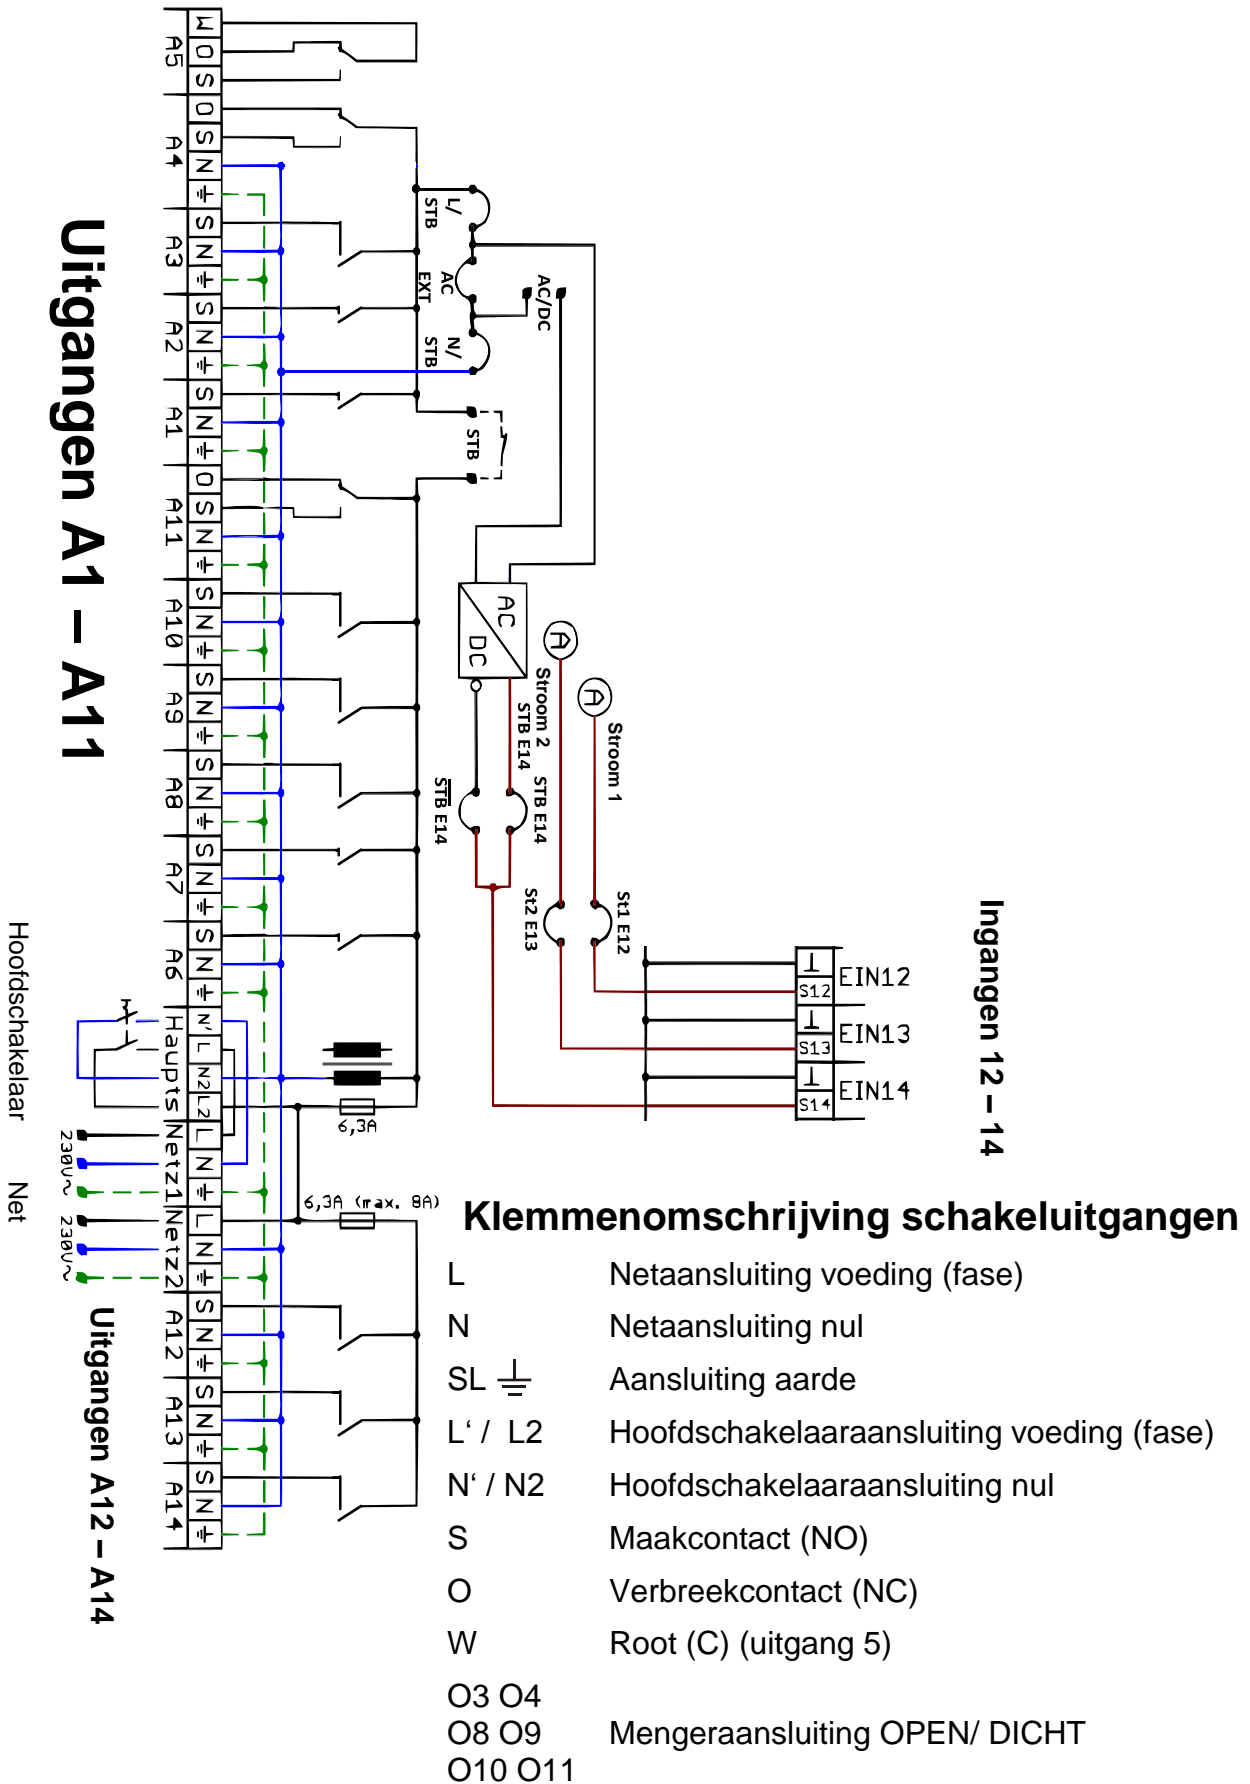 Uitgangen A1 – A11
A5
W
O
S
A4
O
S
N
A3
S
N
A2
S
N
A1
S
N
A11
O
S
N
A10
S
N
A9
S
N
A8
S
N
A7
S
N
A6
S
N
Haupts
N'
L
N2
L2
Netz1
L
N
Netz2
L
N
A12
S
N
A13
S
N
A14
S
N
Hoofdschakelaar
Net
230V~
230V~
Uitgangen A12 – A14
L/
STB
AC
EXT
N/
STB
AC/DC
STB
AC
DC
A
Stroom 2
A
Stroom 1
STB E14
STB E14
STB E14
St1 E12
St2 E13
6,3A
6,3A (max. 8A)
Ingangen 12 – 14
EIN12
S12
EIN13
S13
EIN14
S14
Klemmenomschrijving schakeluitgangen
L Netaansluiting voeding (fase)
N Netaansluiting nul
SL ⏚ Aansluiting aarde
L‘ / L2 Hoofdschakelaaraansluiting voeding (fase)
N‘ / N2 Hoofdschakelaaraansluiting nul
S Maakcontact (NO)
O Verbreekcontact (NC)
W Root (C) (uitgang 5)
O3 O4
O8 O9 Mengeraansluiting OPEN/ DICHT
O10 O11